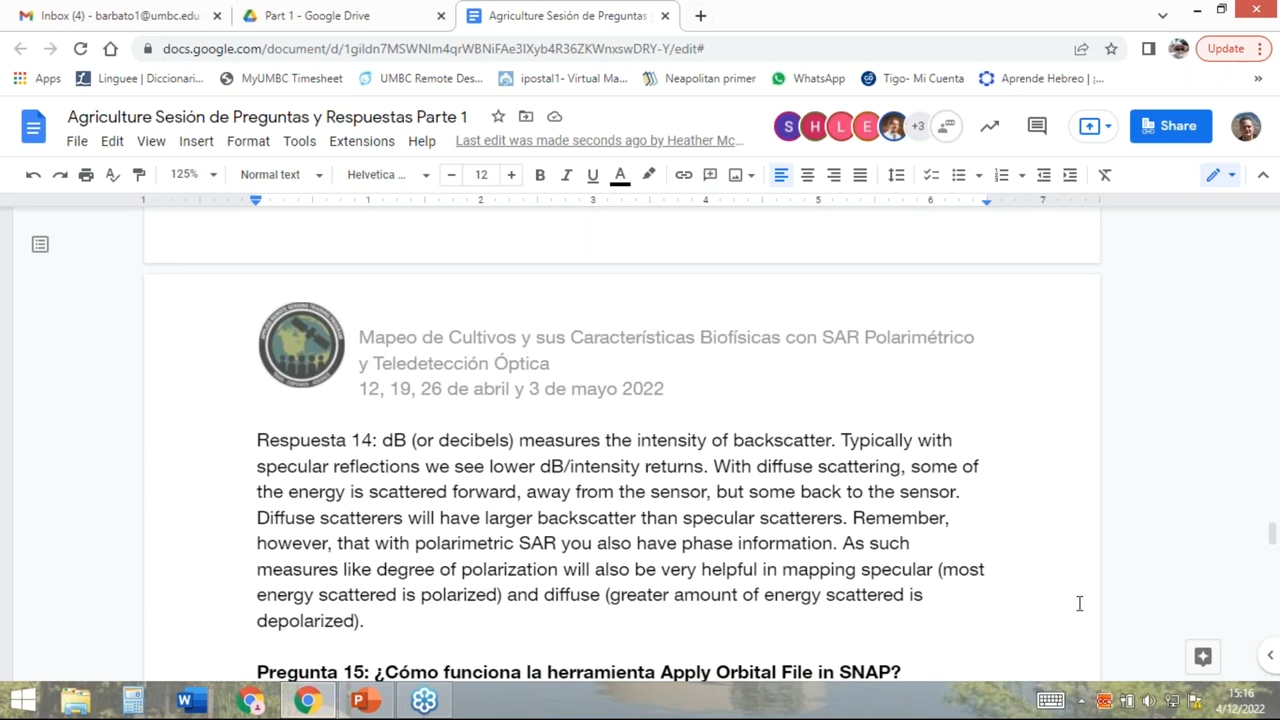 Inbox (4) - barbato1@umbc.edu
Part 1 - Google Drive
Agriculture Sesión de Preguntas
docs.google.com/document/d/1gildn7MSWNlm4qrWBNiFAe3lXyb4R36ZKWnxswDRY-Y/edit#
Update
Apps
Linguee | Diccionari...
MyUMBC Timesheet
UMBC Remote Des...
ipostal1- Virtual Ma...
Neapolitan primer
WhatsApp
Tigo- Mi Cuenta
Aprende Hebreo | ¡...
»
Agriculture Sesión de Preguntas y Respuestas Parte 1
S H L E +3
Share
File Edit View Insert Format Tools Extensions Help
Last edit was made seconds ago by Heather Mc...
125% Normal text Helvetica ... 12
1 1 2 3 4 5 6 7
Mapeo de Cultivos y sus Características Biofísicas con SAR Polarimétrico
y Teledetección Óptica
12, 19, 26 de abril y 3 de mayo 2022
Respuesta 14: dB (or decibels) measures the intensity of backscatter. Typically with
specular reflections we see lower dB/intensity returns. With diffuse scattering, some of
the energy is scattered forward, away from the sensor, but some back to the sensor.
Diffuse scatterers will have larger backscatter than specular scatterers. Remember,
however, that with polarimetric SAR you also have phase information. As such
measures like degree of polarization will also be very helpful in mapping specular (most
energy scattered is polarized) and diffuse (greater amount of energy scattered is
depolarized).
Pregunta 15: ¿Cómo funciona la herramienta Apply Orbital File in SNAP?
15:16
4/12/2022